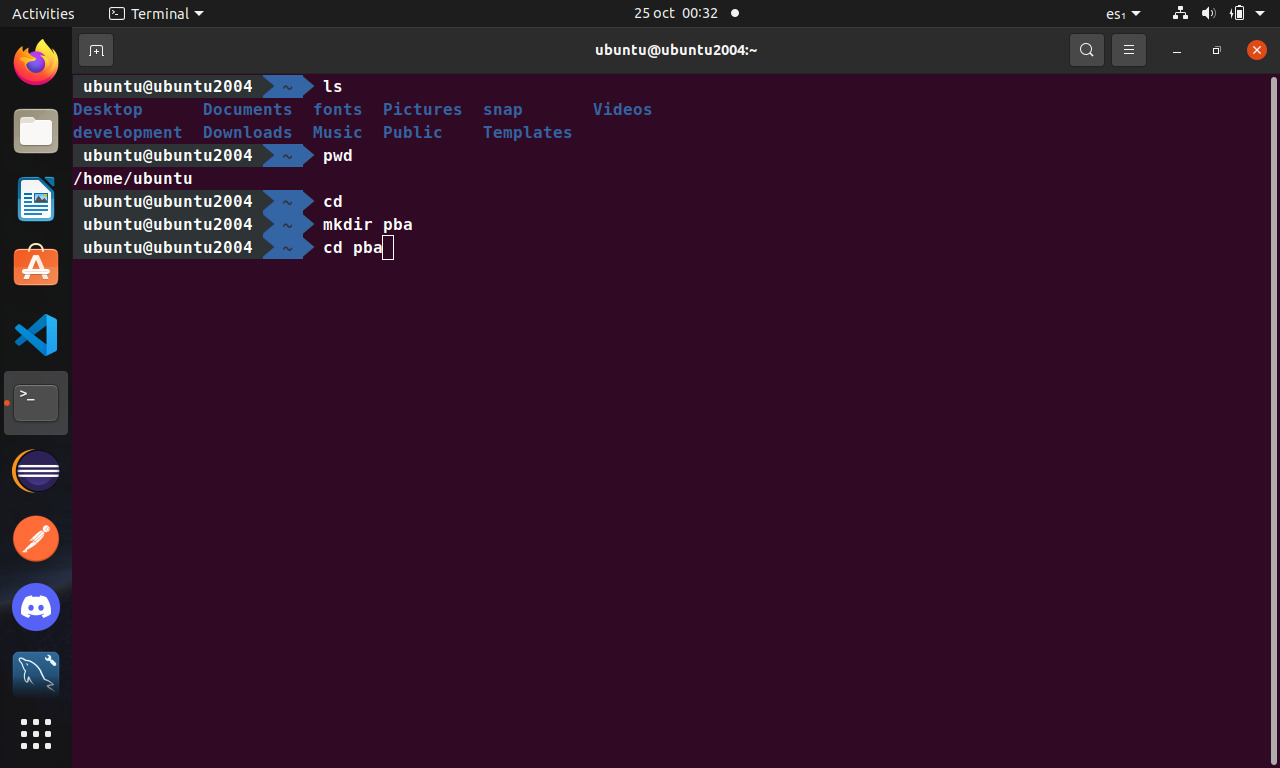 Activities Terminal 25 oct 00:32 es₁
ubuntu@ubuntu2004:~
ubuntu@ubuntu2004 ~ ls
Desktop Documents fonts Pictures snap Videos
development Downloads Music Public Templates
ubuntu@ubuntu2004 ~ pwd
/home/ubuntu
ubuntu@ubuntu2004 ~ cd
ubuntu@ubuntu2004 ~ mkdir pba
ubuntu@ubuntu2004 ~ cd pba
>_